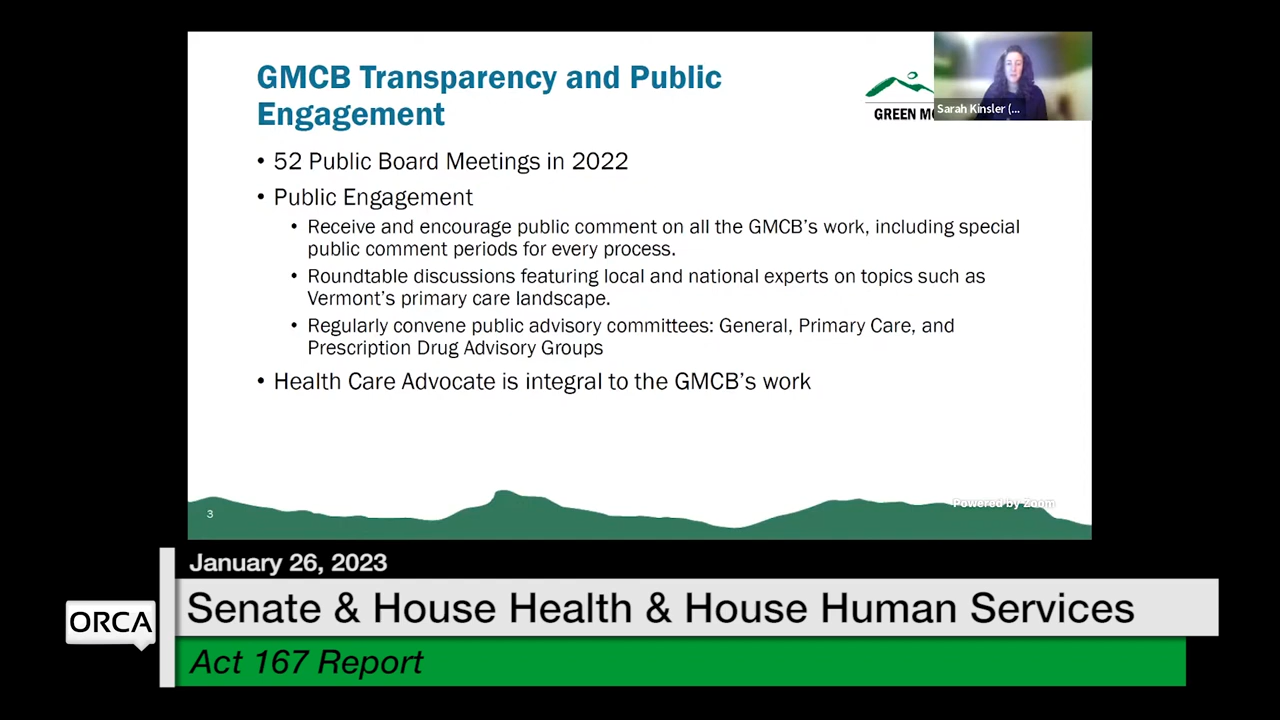 GMCB Transparency and Public
Engagement
GREEN MO
Sarah Kinsler (...
• 52 Public Board Meetings in 2022
• Public Engagement
• Receive and encourage public comment on all the GMCB's work, including special
public comment periods for every process.
• Roundtable discussions featuring local and national experts on topics such as
Vermont's primary care landscape.
• Regularly convene public advisory committees: General, Primary Care, and
Prescription Drug Advisory Groups
• Health Care Advocate is integral to the GMCB's work
Powered by Zoom
3
January 26, 2023
ORCA
Senate & House Health & House Human Services
Act 167 Report